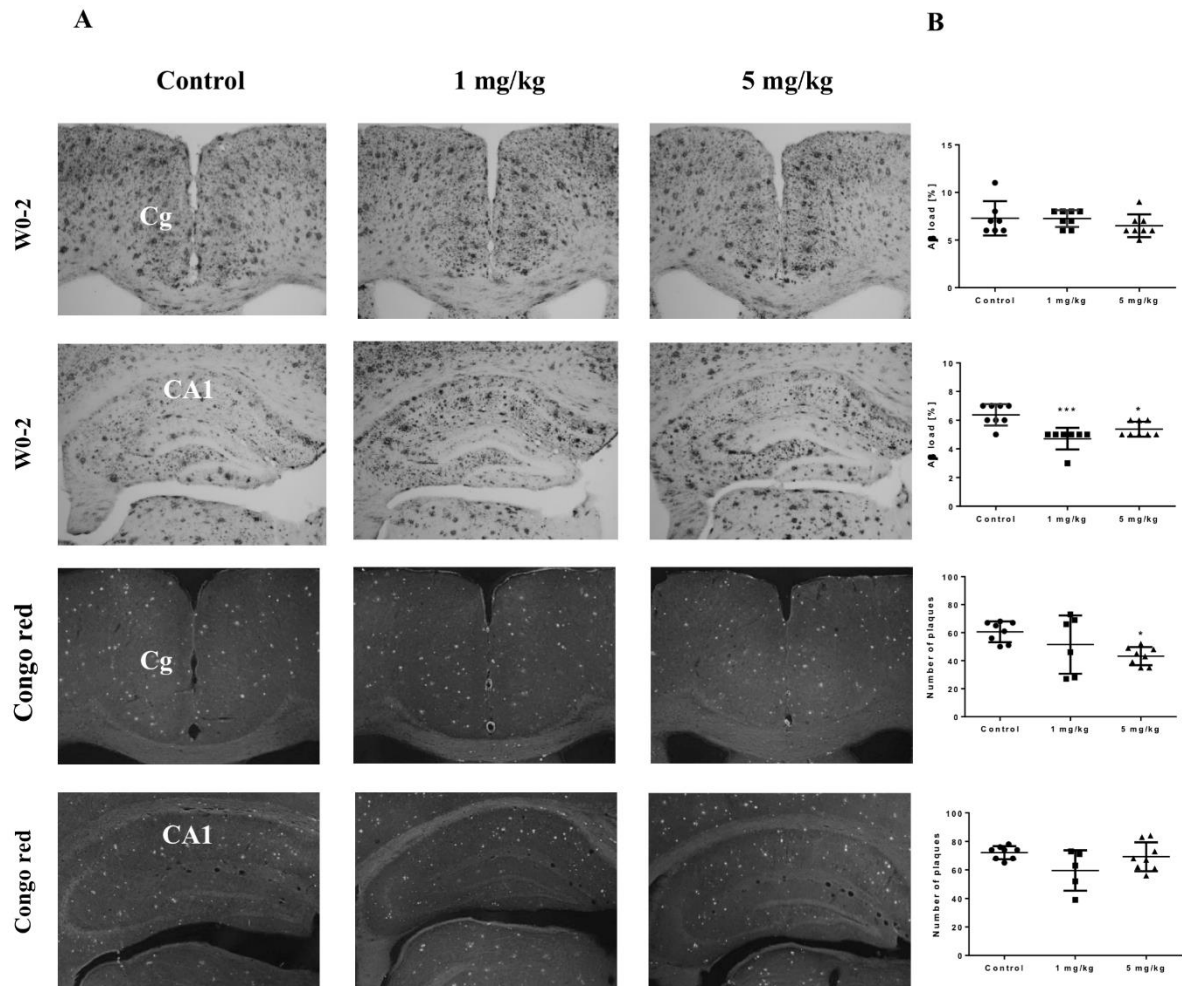 A
B
Control
1 mg/kg
5 mg/kg
W0-2
Cg
Aβ load [%]
15
10
5
0
Control
1 mg/kg
5 mg/kg
W0-2
CA1
Aβ load [%]
10
8
6
4
2
0
***
*
Control
1 mg/kg
5 mg/kg
Congo red
Cg
Number of plaques
100
80
60
40
20
0
*
Control
1 mg/kg
5 mg/kg
Congo red
CA1
Number of plaques
100
80
60
40
20
0
Control
1 mg/kg
5 mg/kg